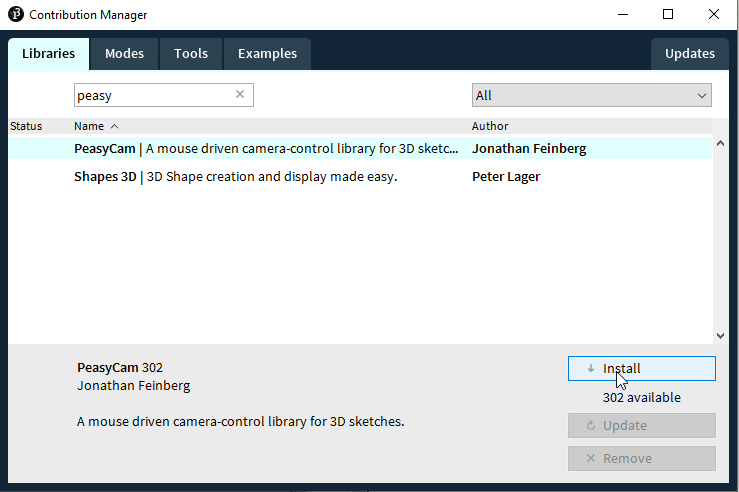 Contribution Manager
Libraries Modes Tools Examples Updates
peasy All
Status Name Author
PeasyCam | A mouse driven camera-control library for 3D sketc... Jonathan Feinberg
Shapes 3D | 3D Shape creation and display made easy. Peter Lager
PeasyCam 302
Install
Jonathan Feinberg
302 available
A mouse driven camera-control library for 3D sketches.
Update
Remove